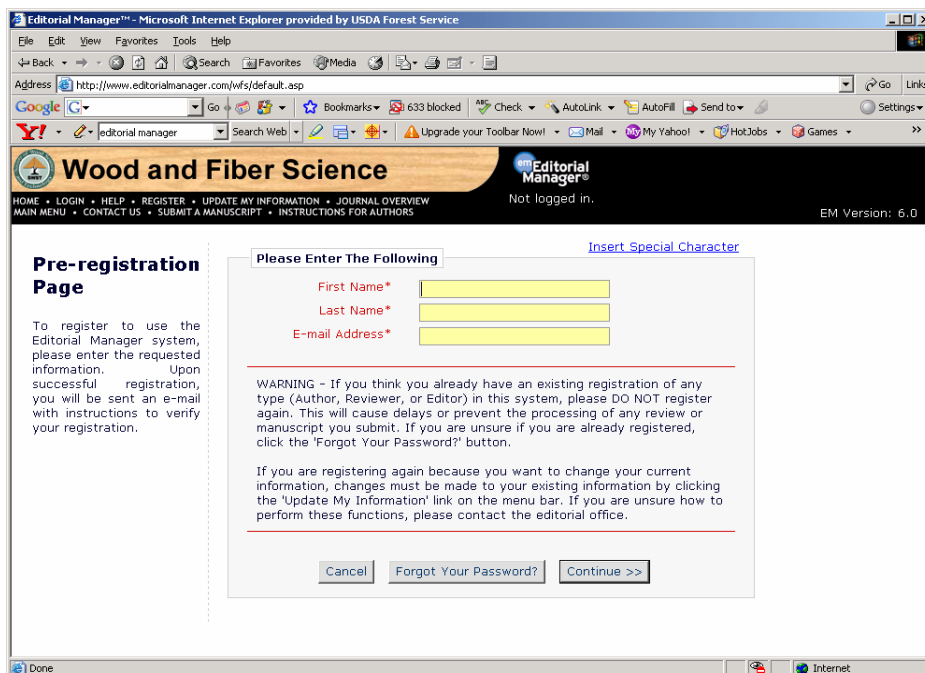 Editorial Manager™ - Microsoft Internet Explorer provided by USDA Forest Service
File Edit View Favorites Tools Help
Back Search Favorites Media
Address http://www.editorialmanager.com/wfs/default.asp Go Links
Google G Go Bookmarks 633 blocked ABC Check AutoLink AutoFill Send to Settings
Y! editorial manager Search Web Upgrade your Toolbar Now! Mail My Yahoo! HotJobs Games »
Wood and Fiber Science
em Editorial
Manager®
HOME • LOGIN • HELP • REGISTER • UPDATE MY INFORMATION • JOURNAL OVERVIEW
MAIN MENU • CONTACT US • SUBMIT A MANUSCRIPT • INSTRUCTIONS FOR AUTHORS
Not logged in.
EM Version: 6.0
Pre-registration
Page
To register to use the
Editorial Manager system,
please enter the requested
information. Upon
successful registration,
you will be sent an e-mail
with instructions to verify
your registration.
Insert Special Character
Please Enter The Following
First Name*
Last Name*
E-mail Address*
WARNING - If you think you already have an existing registration of any
type (Author, Reviewer, or Editor) in this system, please DO NOT register
again. This will cause delays or prevent the processing of any review or
manuscript you submit. If you are unsure if you are already registered,
click the 'Forgot Your Password?' button.
If you are registering again because you want to change your current
information, changes must be made to your existing information by clicking
the 'Update My Information' link on the menu bar. If you are unsure how to
perform these functions, please contact the editorial office.
Cancel Forgot Your Password? Continue >>
Done Internet